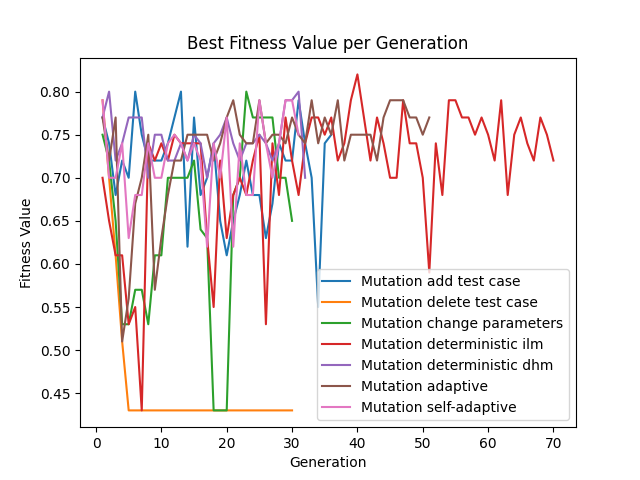 Best Fitness Value per Generation
Fitness Value
0.80
0.75
0.70
0.65
0.60
0.55
0.50
0.45
Mutation add test case
Mutation delete test case
Mutation change parameters
Mutation deterministic ilm
Mutation deterministic dhm
Mutation adaptive
Mutation self-adaptive
0 10 20 30 40 50 60 70
Generation